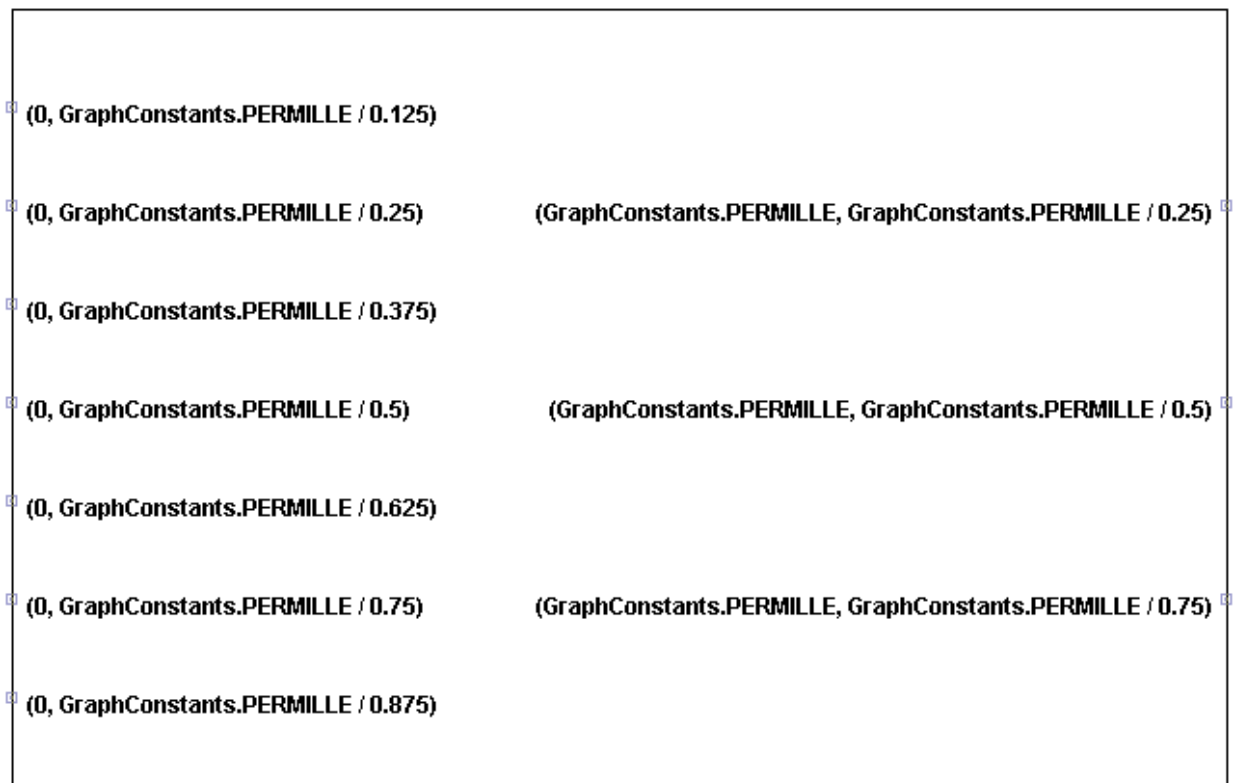 (0, GraphConstants.PERMILLE / 0.125)
(0, GraphConstants.PERMILLE / 0.25) (GraphConstants.PERMILLE, GraphConstants.PERMILLE / 0.25)
(0, GraphConstants.PERMILLE / 0.375)
(0, GraphConstants.PERMILLE / 0.5) (GraphConstants.PERMILLE, GraphConstants.PERMILLE / 0.5)
(0, GraphConstants.PERMILLE / 0.625)
(0, GraphConstants.PERMILLE / 0.75) (GraphConstants.PERMILLE, GraphConstants.PERMILLE / 0.75)
(0, GraphConstants.PERMILLE / 0.875)